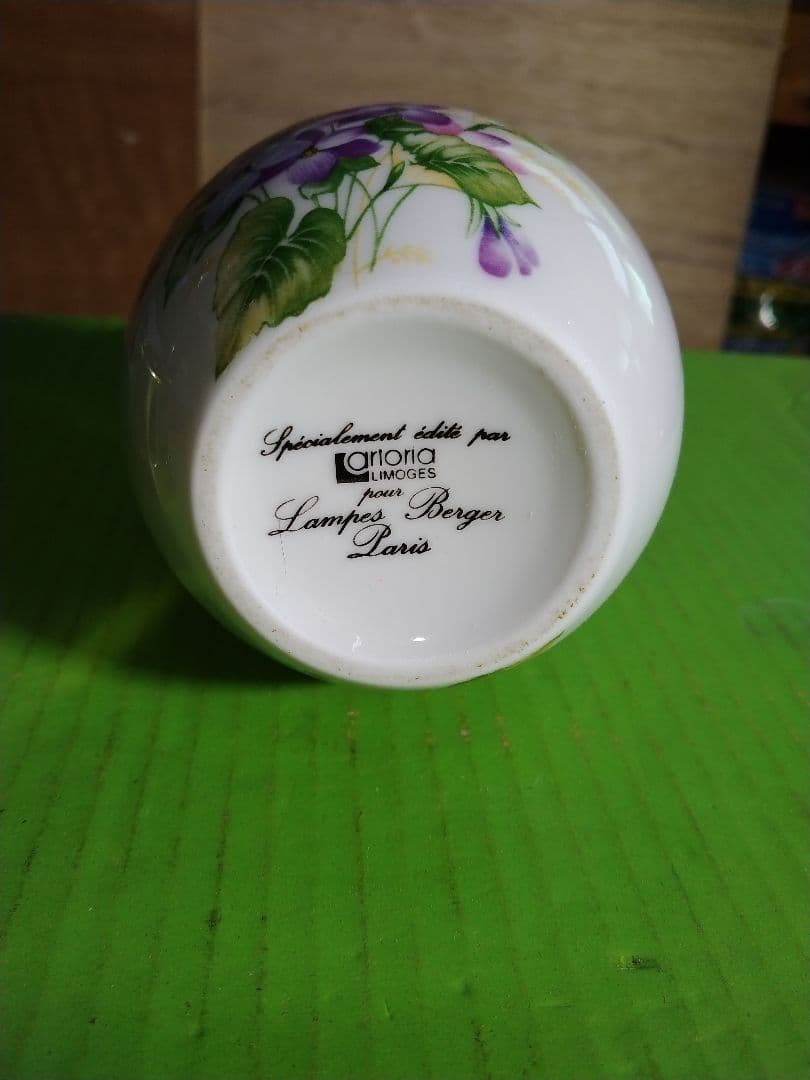 Spécialement édité par
artoria
LIMOGES
pour
Lampes Berger
Paris